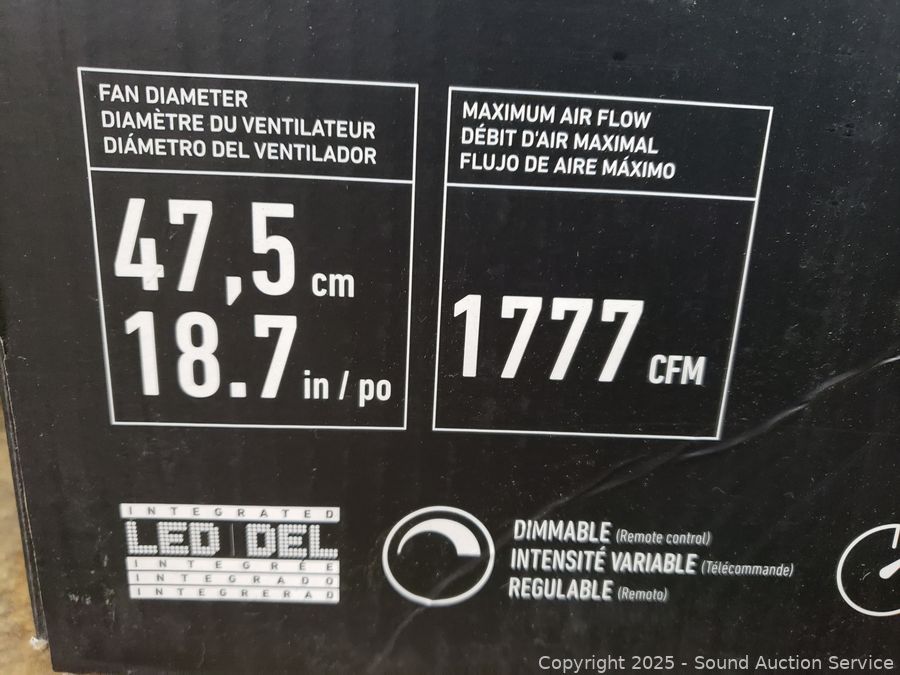 FAN DIAMETER
DIAMÈTRE DU VENTILATEUR
DIÁMETRO DEL VENTILADOR
47,5 cm
18.7 in / po
MAXIMUM AIR FLOW
DÉBIT D'AIR MAXIMAL
FLUJO DE AIRE MÁXIMO
1777 CFM
INTEGRATED
LED | DEL
INTEGRÉE
INTEGRADO
INTEGRERAD
DIMMABLE (Remote control)
INTENSITÉ VARIABLE (Télécommande)
REGULABLE (Remoto)
Copyright 2025 - Sound Auction Service